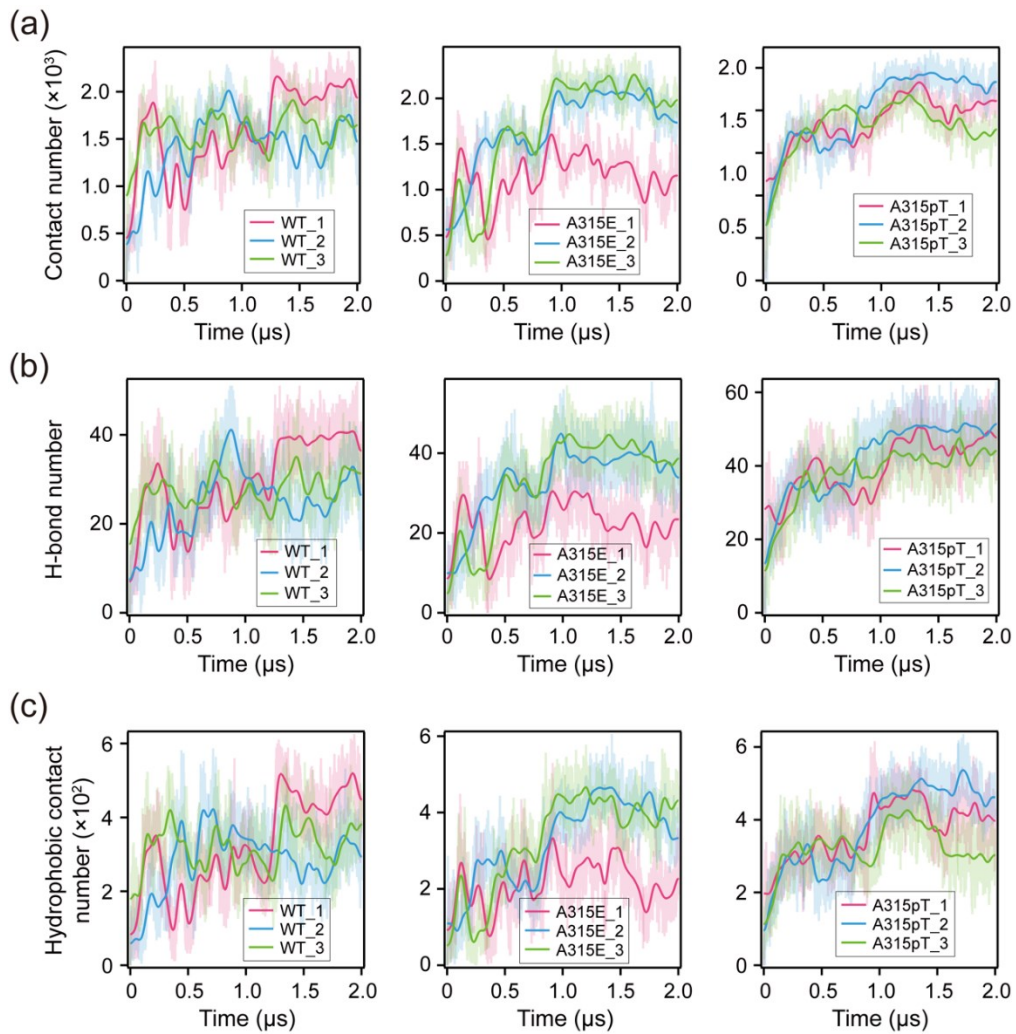 (a)
Contact number (×10³)
2.0
1.5
1.0
0.5
0
WT_1
WT_2
WT_3
0 0.5 1.0 1.5 2.0
Time (µs)
2.0
1.5
1.0
0.5
0
A315E_1
A315E_2
A315E_3
0 0.5 1.0 1.5 2.0
Time (µs)
2.0
1.5
1.0
0.5
0
A315pT_1
A315pT_2
A315pT_3
0 0.5 1.0 1.5 2.0
Time (µs)
(b)
H-bond number
40
20
0
WT_1
WT_2
WT_3
0 0.5 1.0 1.5 2.0
Time (µs)
40
20
0
A315E_1
A315E_2
A315E_3
0 0.5 1.0 1.5 2.0
Time (µs)
60
40
20
0
A315pT_1
A315pT_2
A315pT_3
0 0.5 1.0 1.5 2.0
Time (µs)
(c)
Hydrophobic contact
number (×10²)
6
4
2
0
WT_1
WT_2
WT_3
0 0.5 1.0 1.5 2.0
Time (µs)
6
4
2
0
A315E_1
A315E_2
A315E_3
0 0.5 1.0 1.5 2.0
Time (µs)
6
4
2
0
A315pT_1
A315pT_2
A315pT_3
0 0.5 1.0 1.5 2.0
Time (µs)